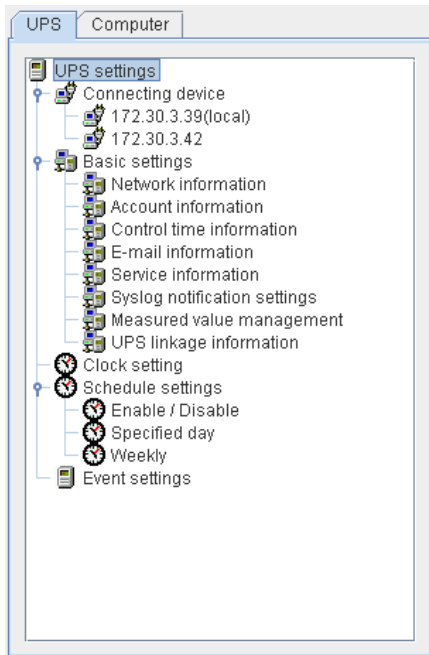 UPS Computer
UPS settings
Connecting device
172.30.3.39(local)
172.30.3.42
Basic settings
Network information
Account information
Control time information
E-mail information
Service information
Syslog notification settings
Measured value management
UPS linkage information
Clock setting
Schedule settings
Enable / Disable
Specified day
Weekly
Event settings